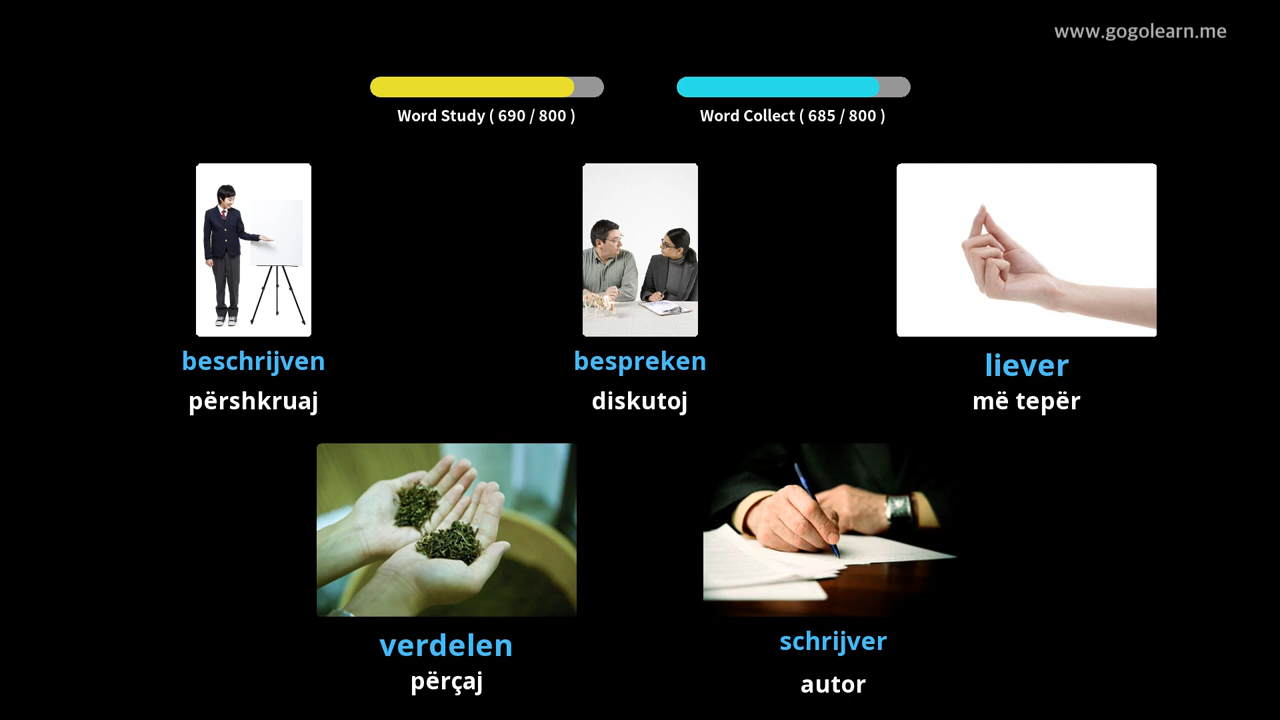 www.gogolearn.me
Word Study ( 690 / 800 )
Word Collect ( 685 / 800 )
beschrijven
përshkruaj
bespreken
diskutoj
liever
më tepër
verdelen
përçaj
schrijver
autor